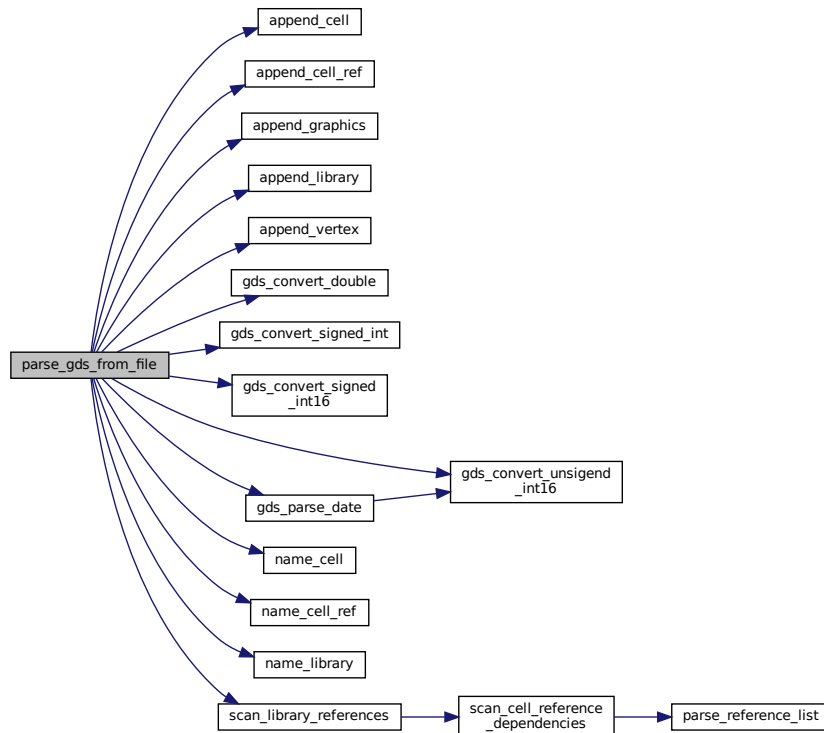 append_cell
append_cell_ref
append_graphics
append_library
append_vertex
gds_convert_double
gds_convert_signed_int
parse_gds_from_file
gds_convert_signed
_int16
gds_convert_unsigend
_int16
gds_parse_date
name_cell
name_cell_ref
name_library
scan_library_references
scan_cell_reference
_dependencies
parse_reference_list